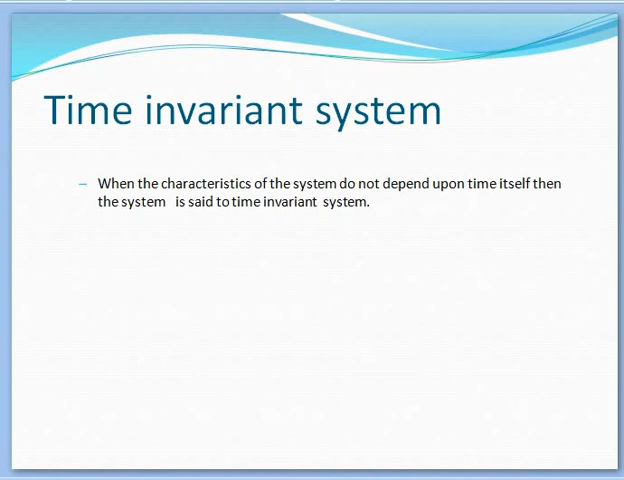 Time invariant system
– When the characteristics of the system do not depend upon time itself then
the system is said to time invariant system.